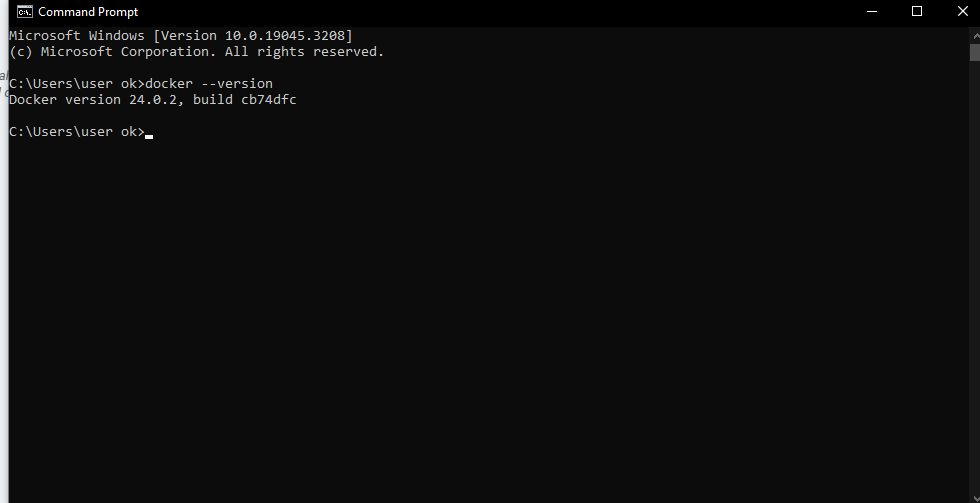 Command Prompt
Microsoft Windows [Version 10.0.19045.3208]
(c) Microsoft Corporation. All rights reserved.
C:\Users\user ok>docker --version
Docker version 24.0.2, build cb74dfc
C:\Users\user ok>